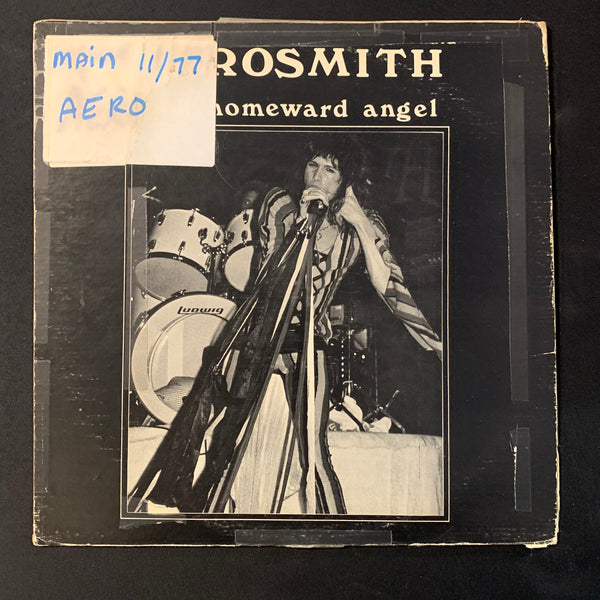 main 11/77
AERO
ROSMITH
homeward angel
Ludwig